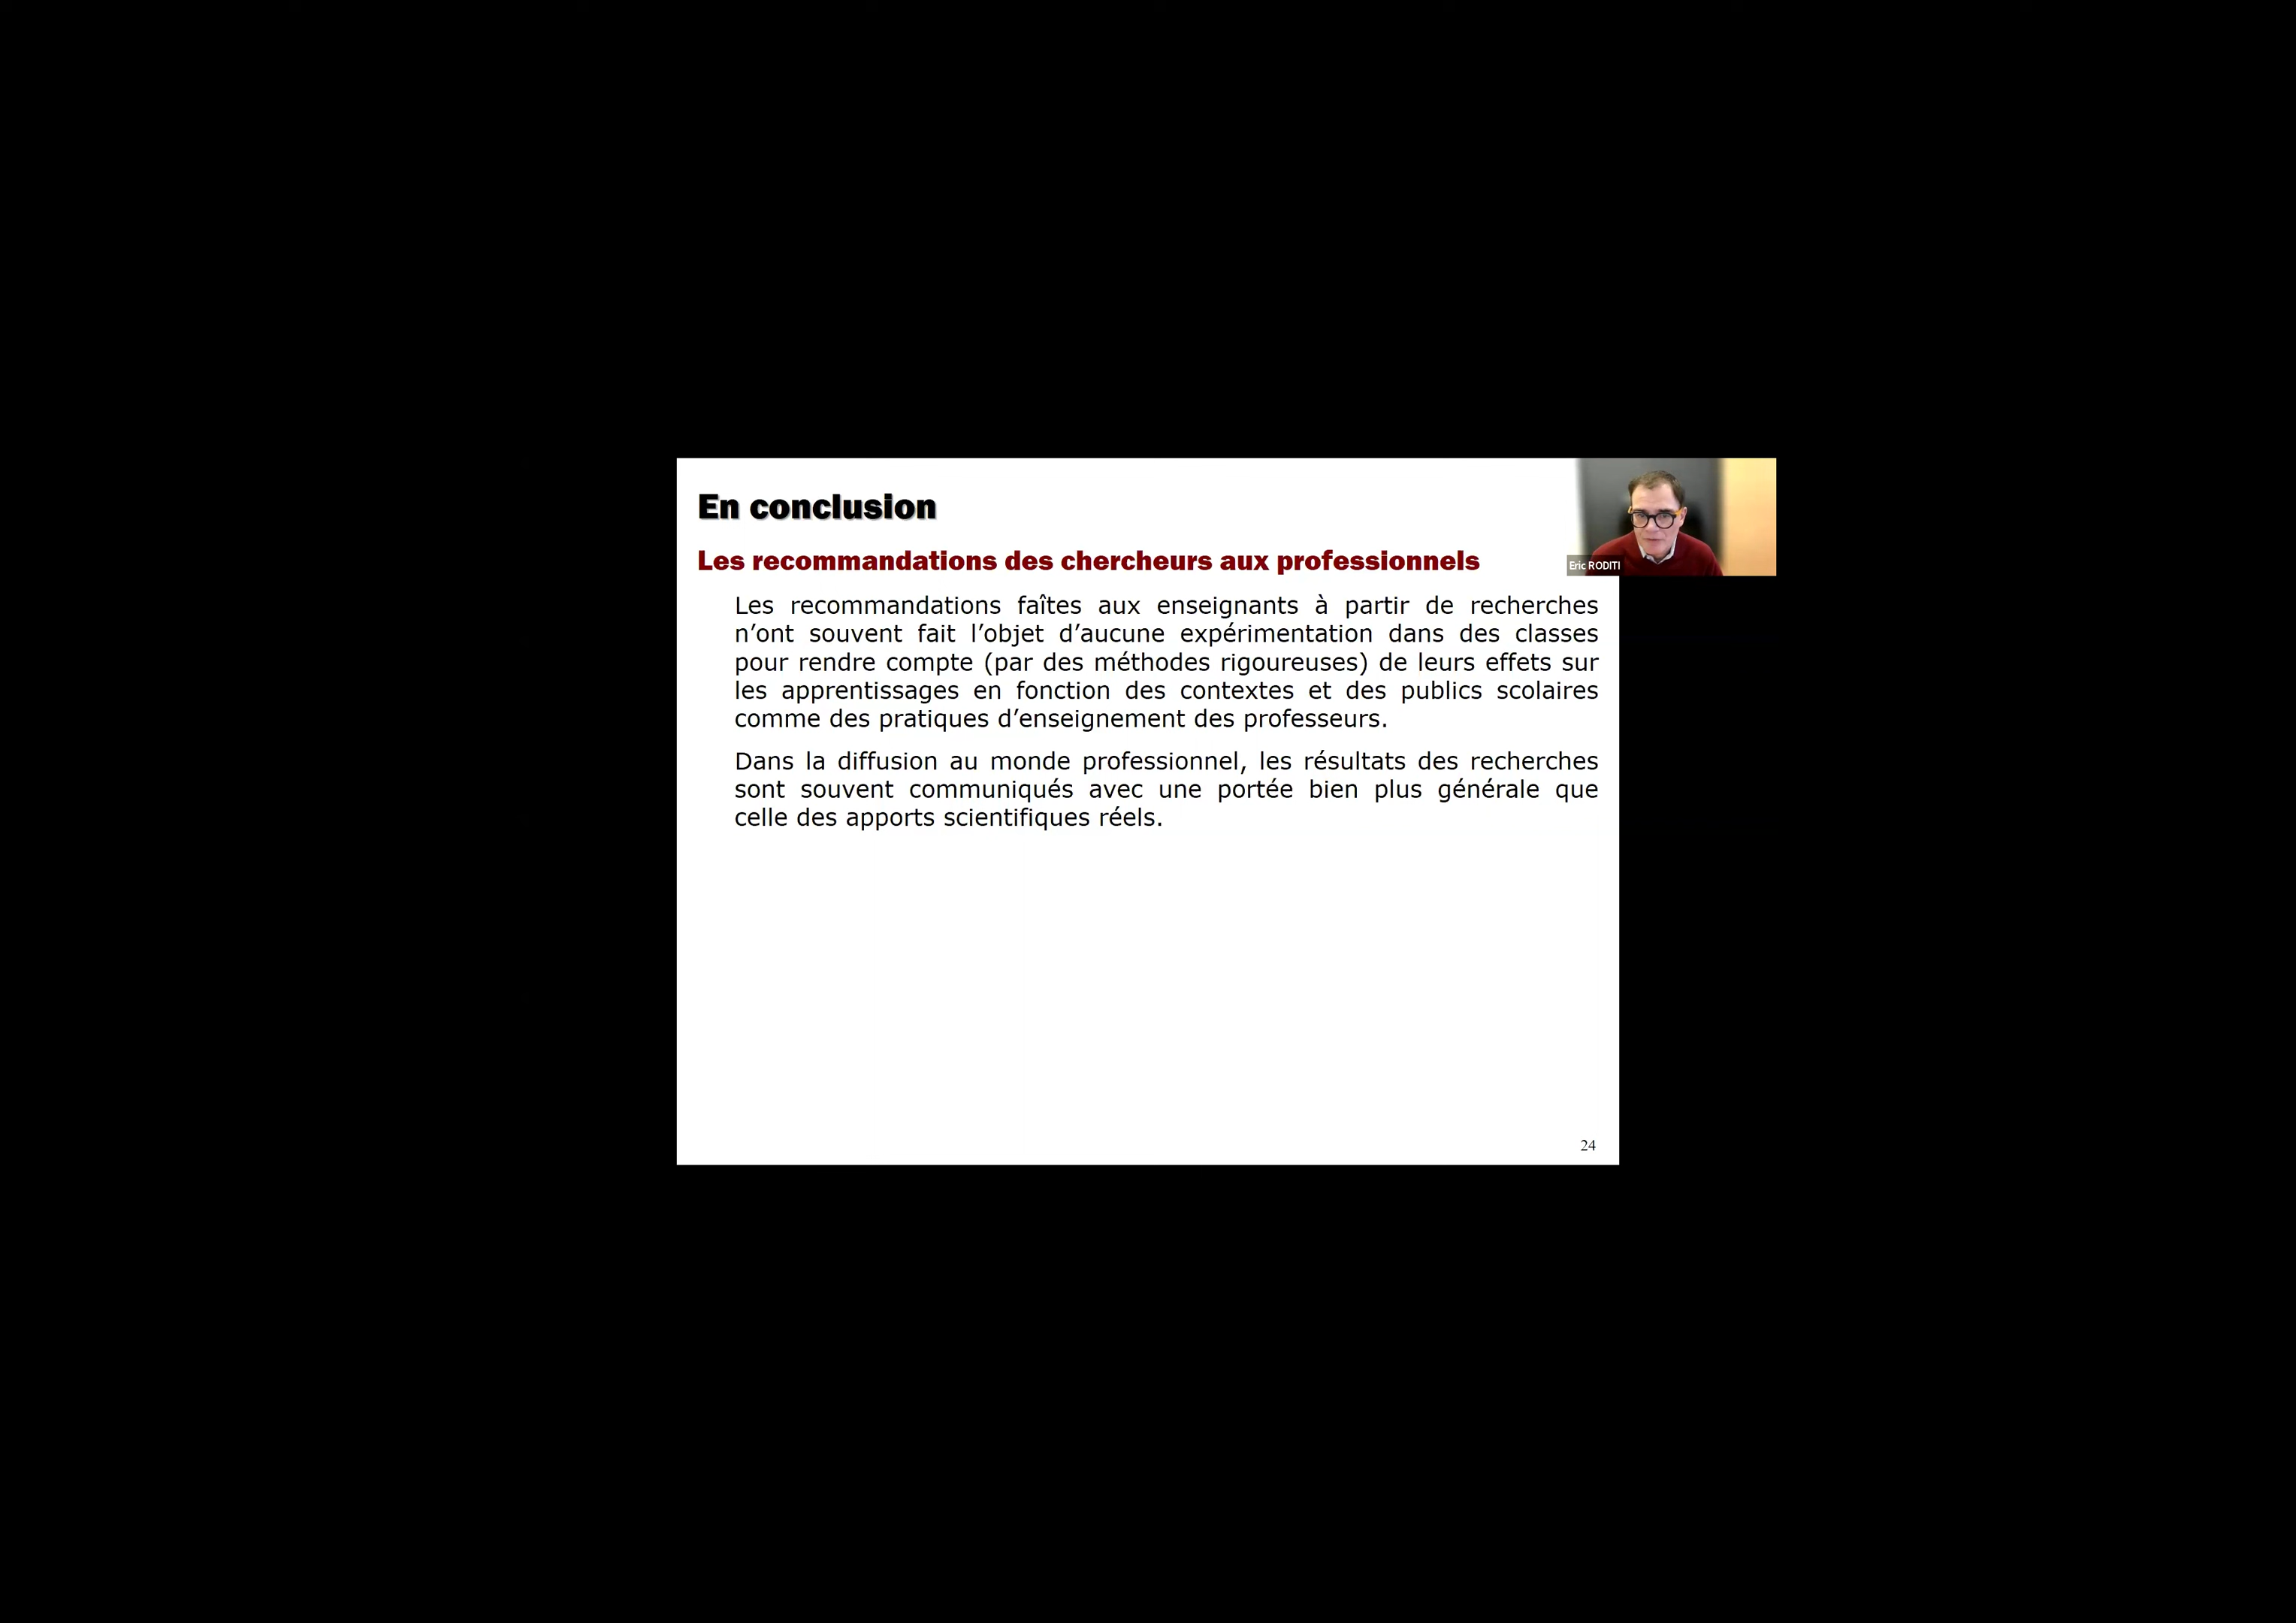 En conclusion
Les recommandations des chercheurs aux professionnels
Eric RODITI
Les recommandations faîtes aux enseignants à partir de recherches
n’ont souvent fait l’objet d’aucune expérimentation dans des classes
pour rendre compte (par des méthodes rigoureuses) de leurs effets sur
les apprentissages en fonction des contextes et des publics scolaires
comme des pratiques d’enseignement des professeurs.
Dans la diffusion au monde professionnel, les résultats des recherches
sont souvent communiqués avec une portée bien plus générale que
celle des apports scientifiques réels.
24